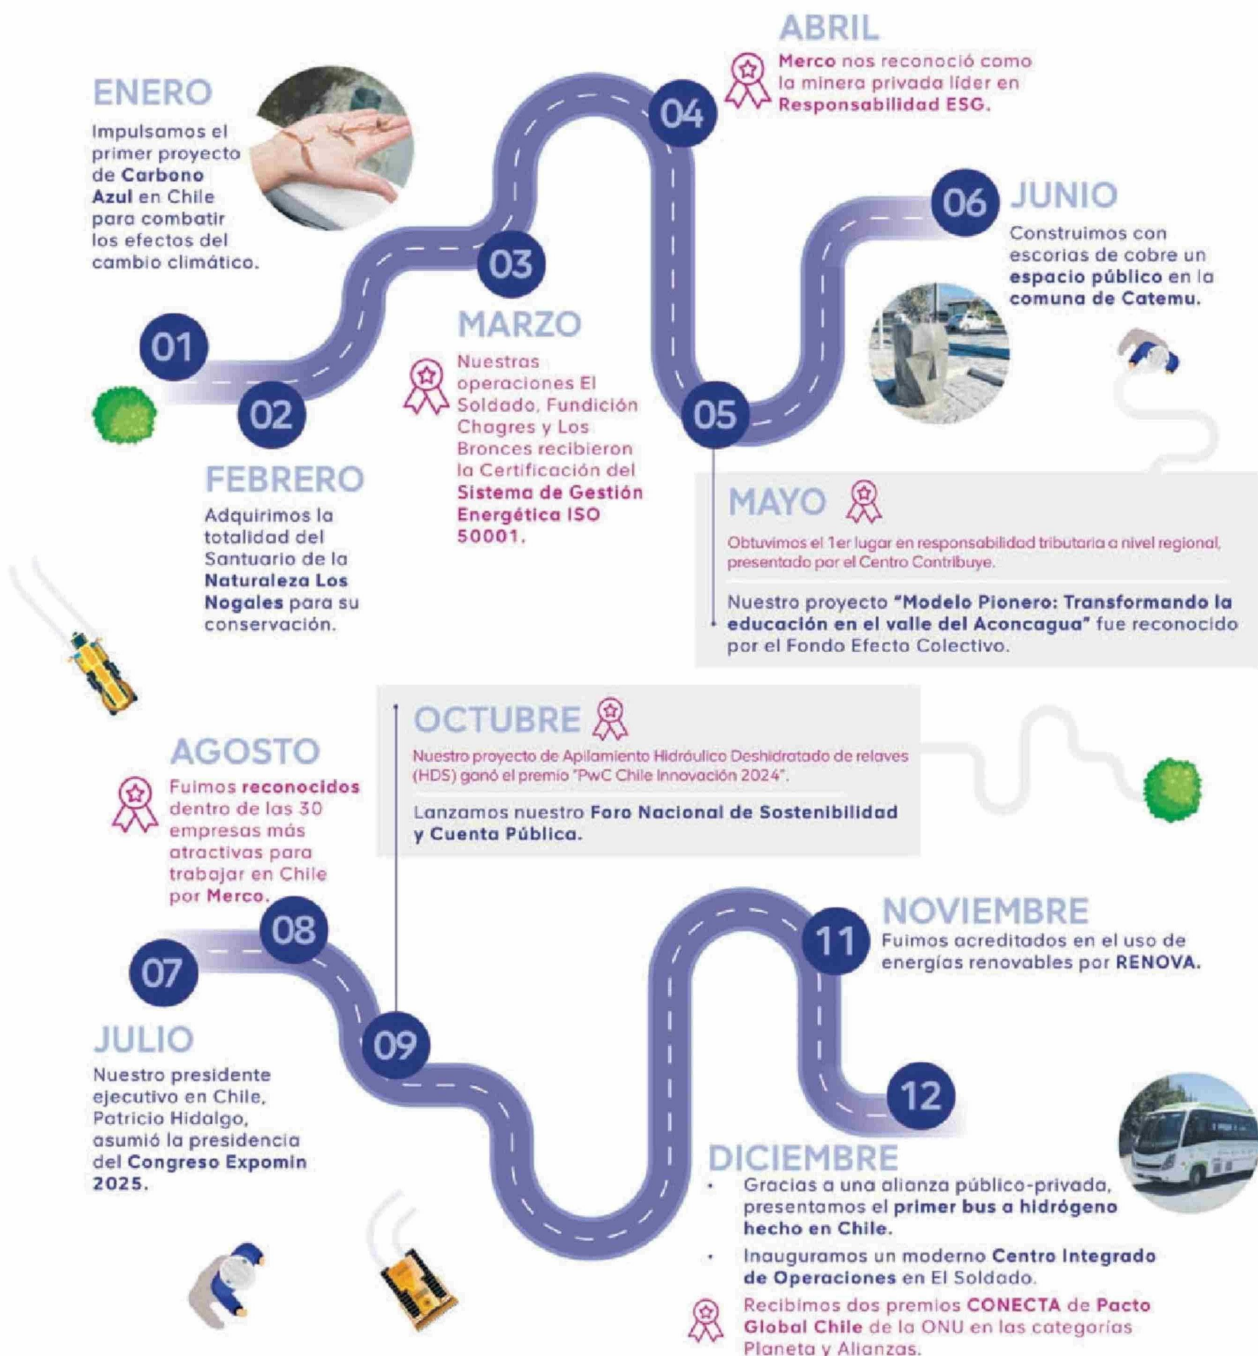 ENERO
Impulsamos el
primer proyecto
de Carbono
Azul en Chile
para combatir
los efectos del
cambio climático.
01
02
FEBRERO
Adquirimos la
totalidad del
Santuario de la
Naturaleza Los
Nogales para su
conservación.
03
MARZO
Nuestras
operaciones El
Soldado, Fundición
Chagres y Los
Bronces recibieron
la Certificación del
Sistema de Gestión
Energética ISO
50001.
ABRIL
Merco nos reconoció como
la minera privada líder en
Responsabilidad ESG.
04
05
MAYO
Obtuvimos el 1er lugar en responsabilidad tributaria a nivel regional,
presentado por el Centro Contribuye.
Nuestro proyecto "Modelo Pionero: Transformando la
educación en el valle del Aconcagua" fue reconocido
por el Fondo Efecto Colectivo.
06
JUNIO
Construimos con
escorias de cobre un
espacio público en la
comuna de Catemu.
07
JULIO
Nuestro presidente
ejecutivo en Chile,
Patricio Hidalgo,
asumió la presidencia
del Congreso Expomin
2025.
AGOSTO
Fuimos reconocidos
dentro de las 30
empresas más
atractivas para
trabajar en Chile
por Merco.
08
09
OCTUBRE
Nuestro proyecto de Apilamiento Hidráulico Deshidratado de relaves
(HDS) ganó el premio "PwC Chile Innovación 2024".
Lanzamos nuestro Foro Nacional de Sostenibilidad
y Cuenta Pública.
11
NOVIEMBRE
Fuimos acreditados en el uso de
energías renovables por RENOVA.
12
DICIEMBRE
• Gracias a una alianza público-privada,
presentamos el primer bus a hidrógeno
hecho en Chile.
• Inauguramos un moderno Centro Integrado
de Operaciones en El Soldado.
Recibimos dos premios CONECTA de Pacto
Global Chile de la ONU en las categorías
Planeta y Alianzas.